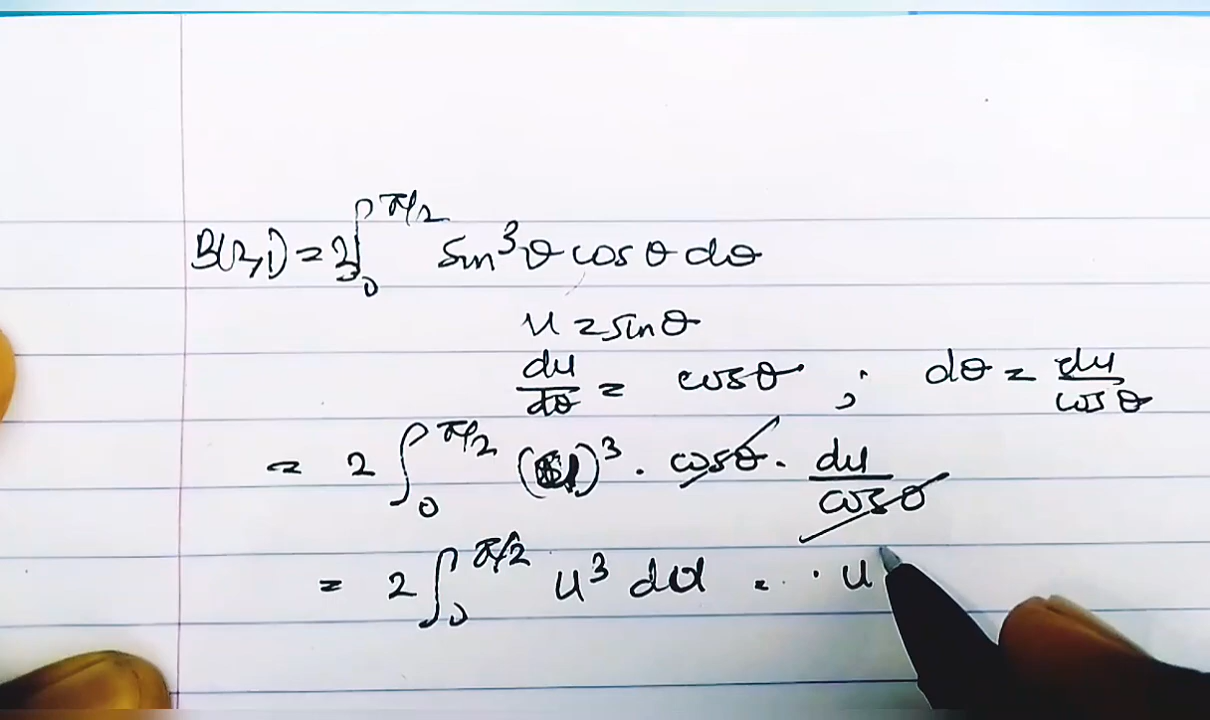 B(2,1) = 2∫₀^π/2 sin³θ cosθ dθ
u = sinθ
du/dθ = cosθ ; dθ = du/cosθ
= 2 ∫₀^π/2 ( )³ · cosθ · du/cosθ
= 2 ∫₀^π/2 u³ du = · u